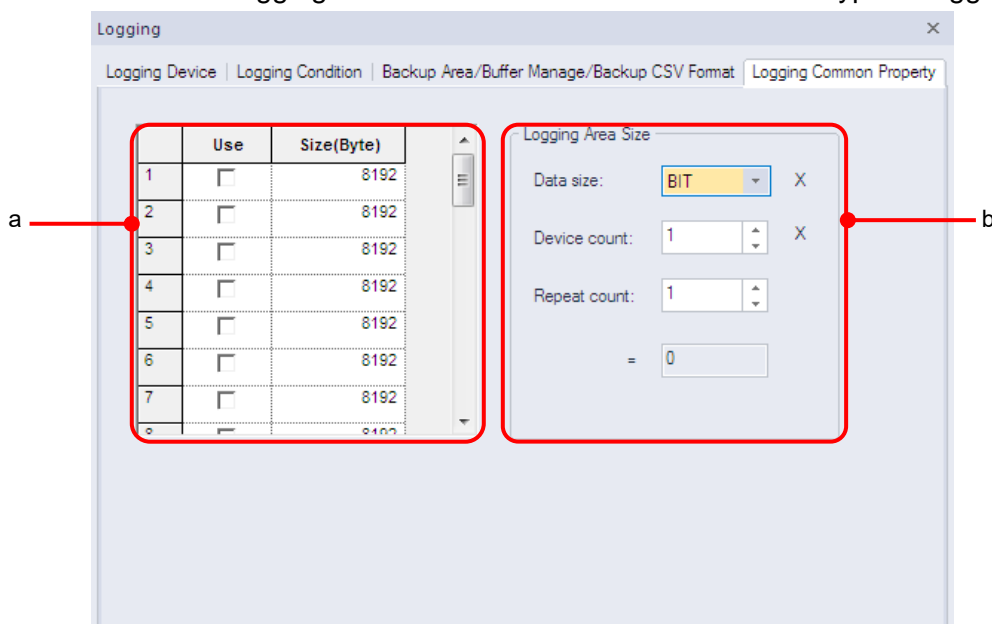 Logging ×
Logging Device | Logging Condition | Backup Area/Buffer Manage/Backup CSV Format | Logging Common Property
Use Size(Byte)
1 8192
2 8192
3 8192
4 8192
5 8192
6 8192
7 8192
a
Logging Area Size
Data size: BIT X
Device count: 1 X
Repeat count: 1
= 0
b